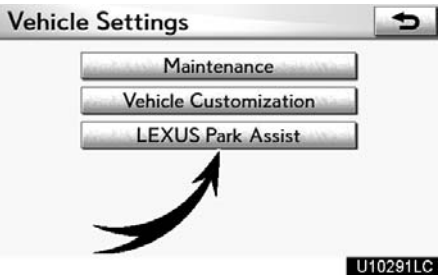 Vehicle Settings
Maintenance
Vehicle Customization
LEXUS Park Assist
U10291LC